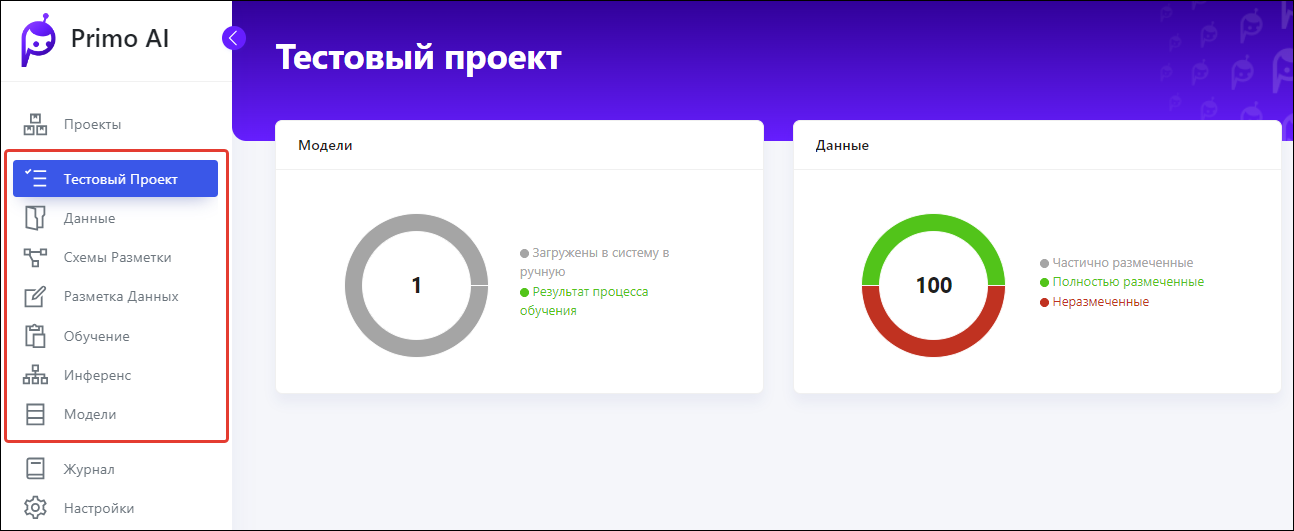 Primo AI
Проекты
Тестовый Проект
Данные
Схемы Разметки
Разметка Данных
Обучение
Инференс
Модели
Журнал
Настройки
Тестовый проект
Модели
1
Загружены в систему в
ручную
Результат процесса
обучения
Данные
100
Частично размеченные
Полностью размеченные
Неразмеченные